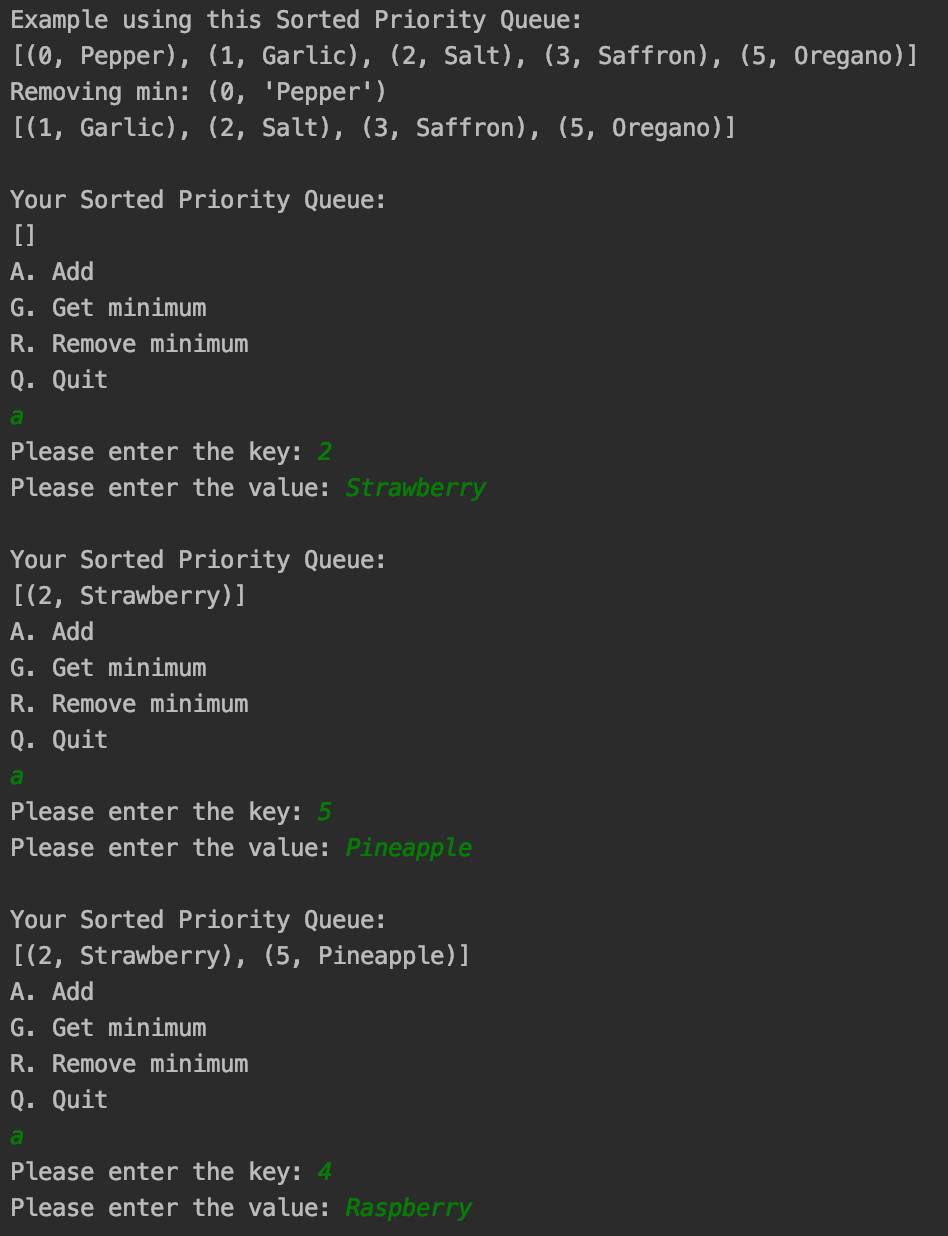 Example using this Sorted Priority Queue:
[(0, Pepper), (1, Garlic), (2, Salt), (3, Saffron), (5, Oregano)]
Removing min: (0, 'Pepper')
[(1, Garlic), (2, Salt), (3, Saffron), (5, Oregano)]

Your Sorted Priority Queue:
[]
A. Add
G. Get minimum
R. Remove minimum
Q. Quit
a
Please enter the key: 2
Please enter the value: Strawberry

Your Sorted Priority Queue:
[(2, Strawberry)]
A. Add
G. Get minimum
R. Remove minimum
Q. Quit
a
Please enter the key: 5
Please enter the value: Pineapple

Your Sorted Priority Queue:
[(2, Strawberry), (5, Pineapple)]
A. Add
G. Get minimum
R. Remove minimum
Q. Quit
a
Please enter the key: 4
Please enter the value: Raspberry